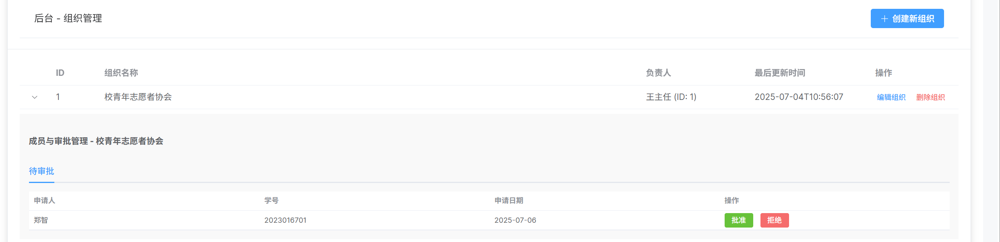 后台 - 组织管理
创建新组织
ID 组织名称 负责人 最后更新时间 操作
1 校青年志愿者协会 王主任 (ID: 1) 2025-07-04T10:56:07 编辑组织 删除组织
成员与审批管理 - 校青年志愿者协会
待审批
申请人 学号 申请日期 操作
郑智 2023016701 2025-07-06 批准 拒绝